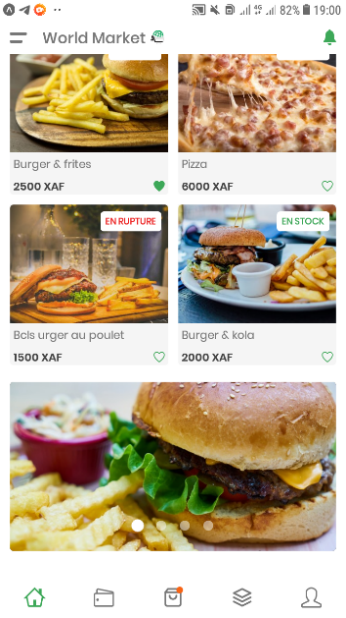 82% 19:00
World Market
Burger & frites
2500 XAF
Pizza
6000 XAF
EN RUPTURE
EN STOCK
Bcls urger au poulet
1500 XAF
Burger & kola
2000 XAF